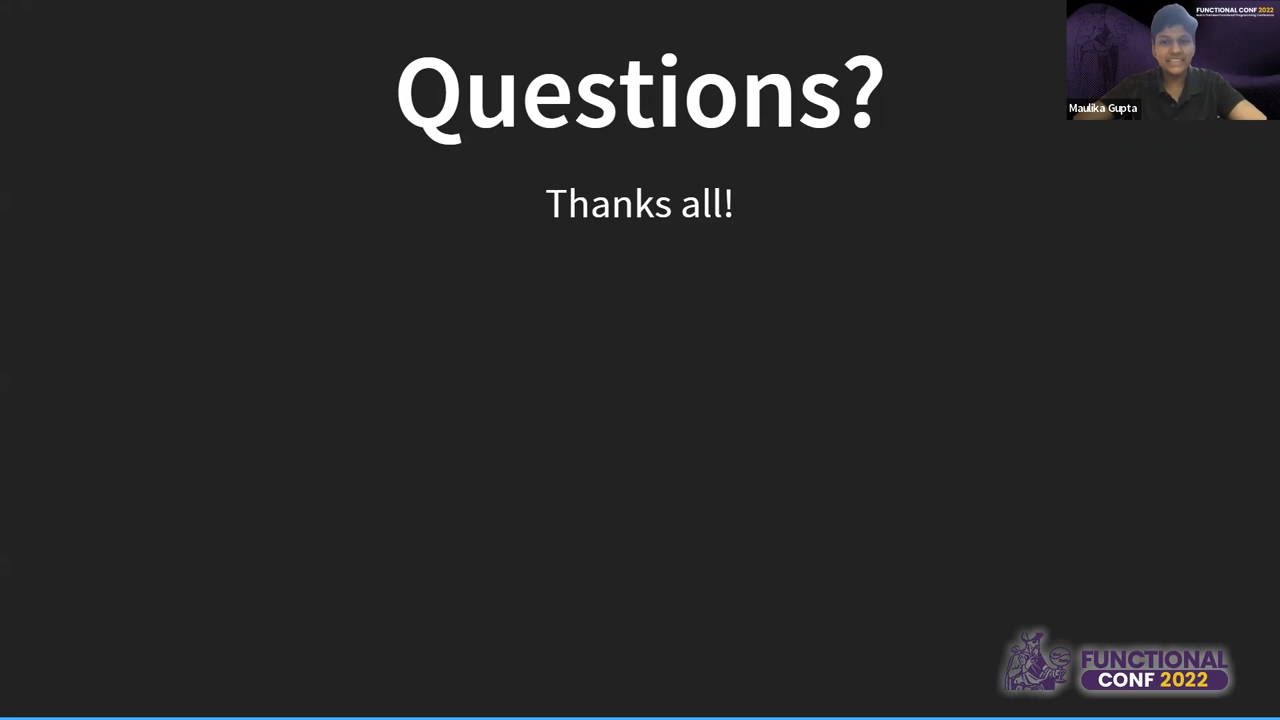 Questions?
Thanks all!
FUNCTIONAL CONF 2022
Maulika Gupta
FUNCTIONAL
CONF 2022